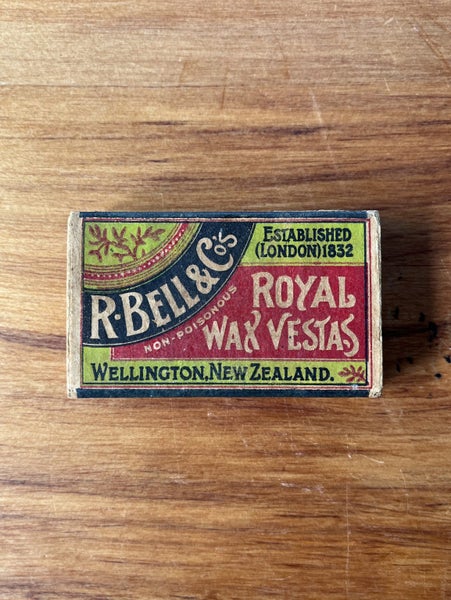 ESTABLISHED
(LONDON) 1832
R. BELL & Co's
NON-POISONOUS
ROYAL
WAX VESTAS
WELLINGTON, NEW ZEALAND.